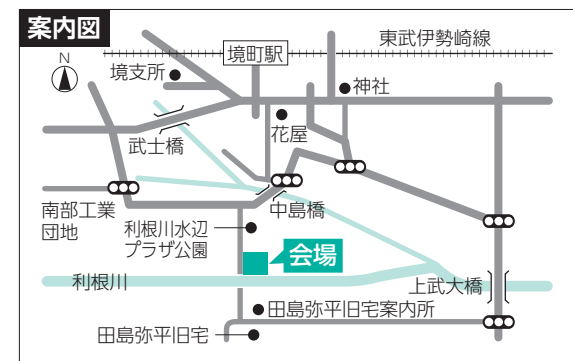 案内図
N
東武伊勢崎線
境町駅
境支所
神社
花屋
武士橋
中島橋
南部工業
団地
利根川水辺
プラザ公園
会場
利根川
上武大橋
田島弥平旧宅案内所
田島弥平旧宅